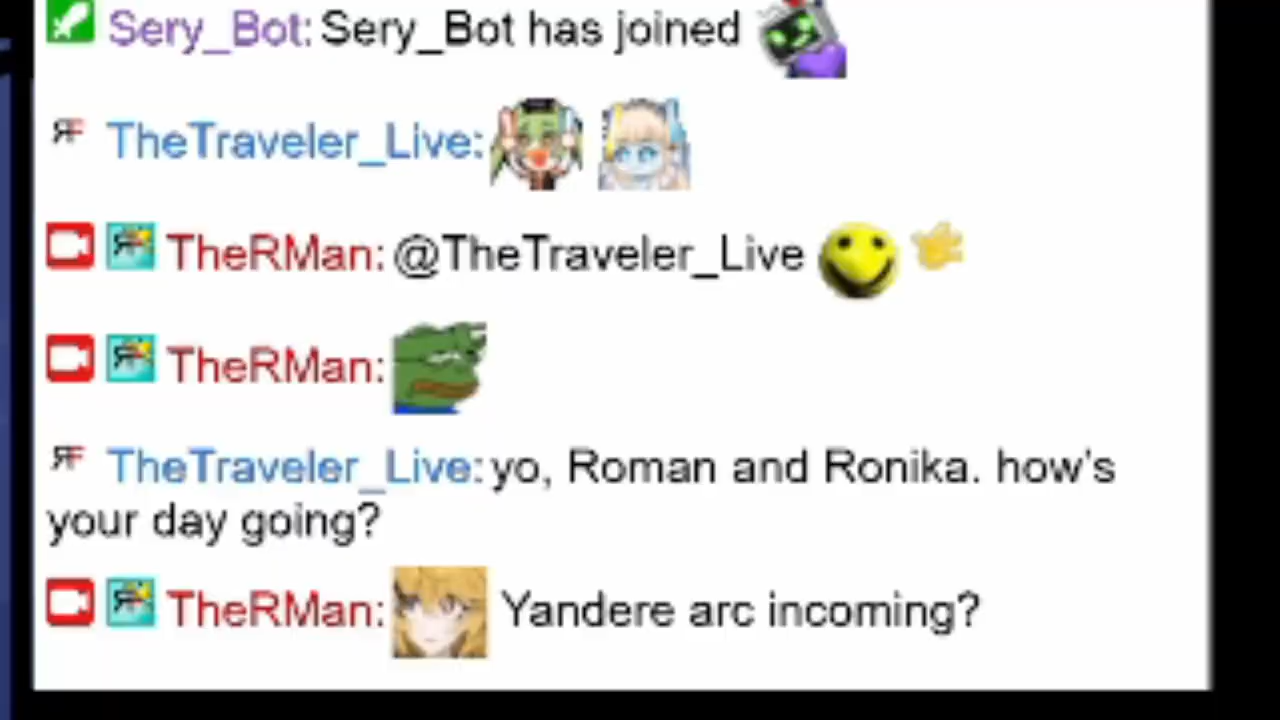 Sery_Bot: Sery_Bot has joined
TheTraveler_Live:
TheRMan: @TheTraveler_Live
TheRMan:
TheTraveler_Live: yo, Roman and Ronika. how's
your day going?
TheRMan: Yandere arc incoming?